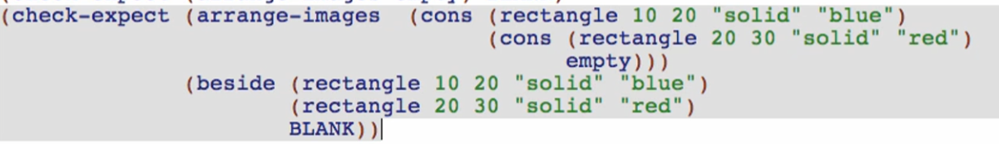 (check-expect (arrange-images (cons (rectangle 10 20 "solid" "blue")
(cons (rectangle 20 30 "solid" "red")
empty)))
(beside (rectangle 10 20 "solid" "blue")
(rectangle 20 30 "solid" "red")
BLANK))